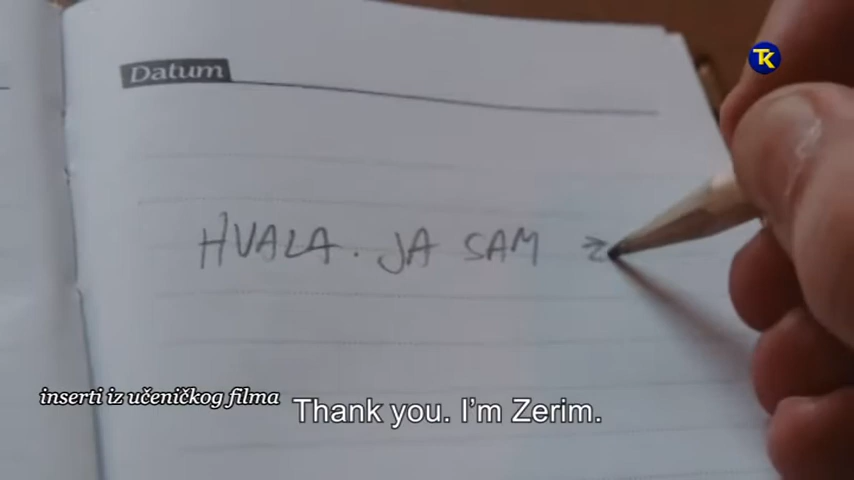 Datum
TK
HVALA. JA SAM Z
inserti iz učeničkog filma
Thank you. I'm Zerim.